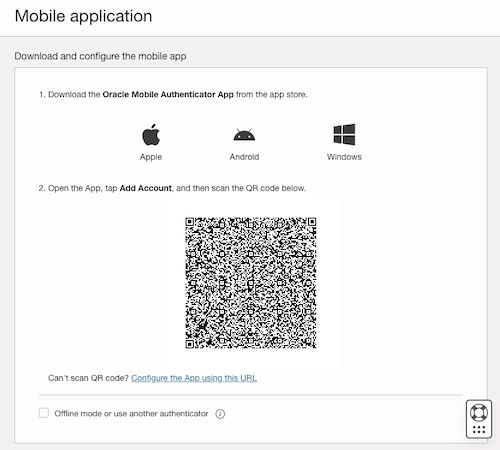 Mobile application
Download and configure the mobile app
1. Download the Oracle Mobile Authenticator App from the app store.
Apple
Android
Windows
2. Open the App, tap Add Account, and then scan the QR code below.
Can't scan QR code? Configure the App using this URL
Offline mode or use another authenticator